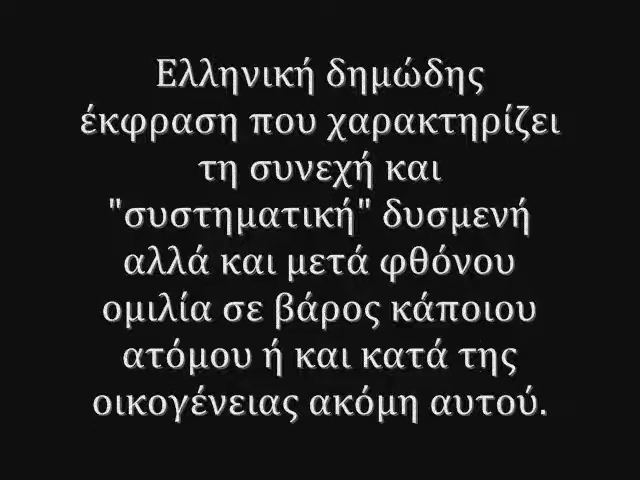 Ελληνική δημώδης
έκφραση που χαρακτηρίζει
τη συνεχή και
"συστηματική" δυσμενή
αλλά και μετά φθόνου
ομιλία σε βάρος κάποιου
ατόμου ή και κατά της
οικογένειας ακόμη αυτού.